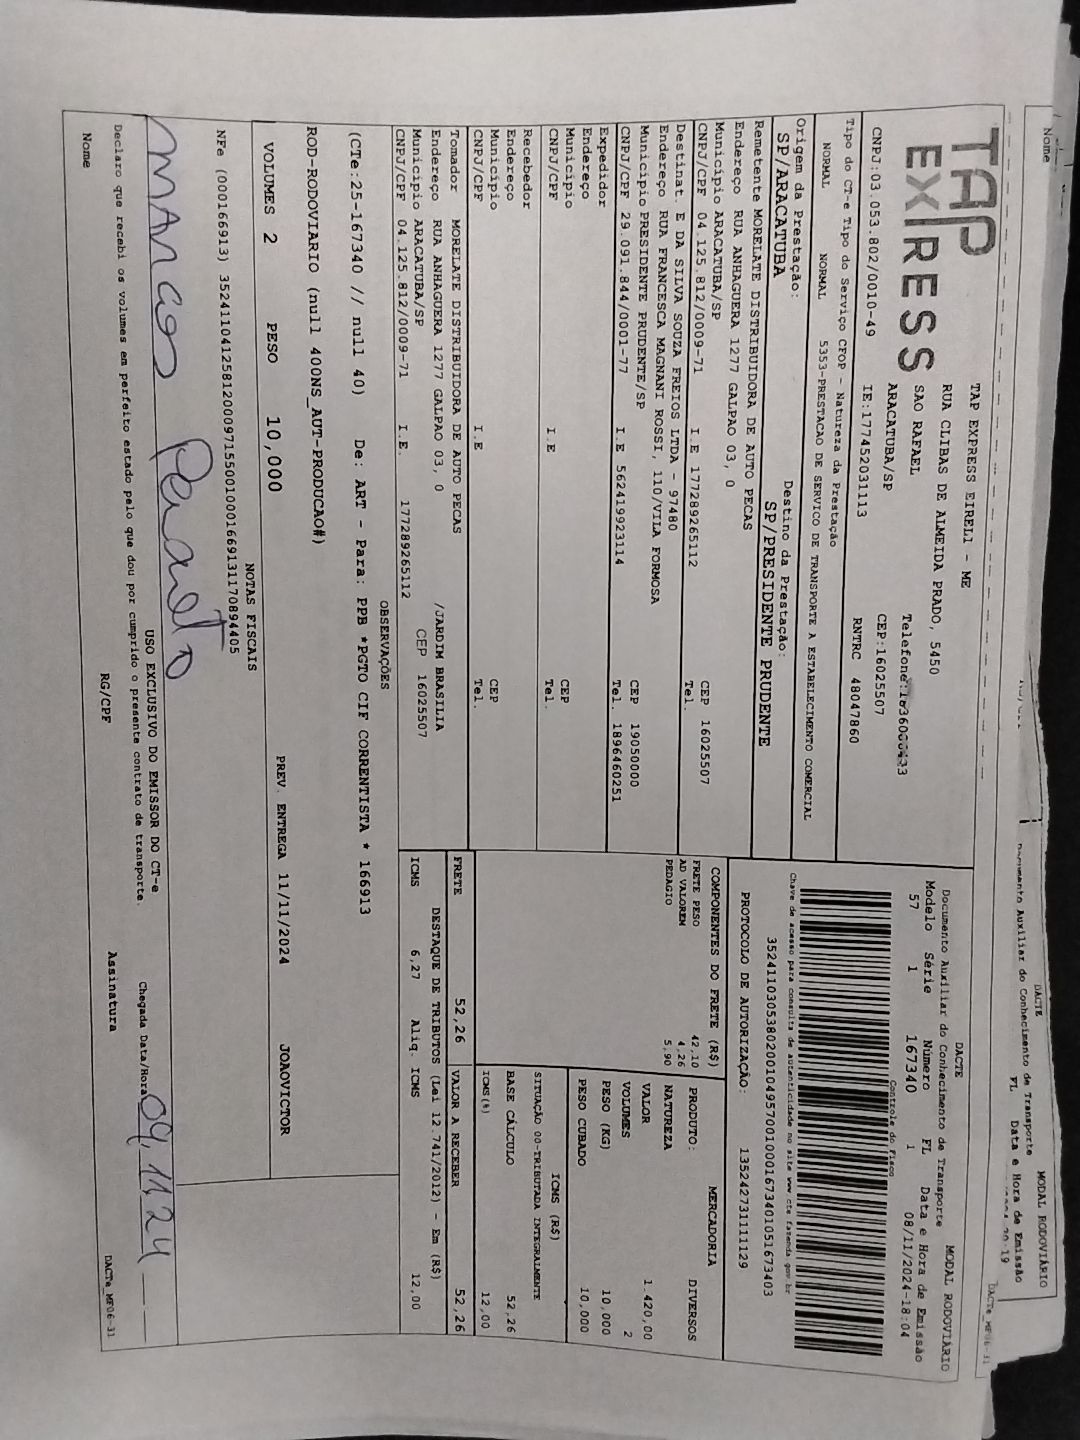 TAP
EXPRESS
TAP EXPRESS EIRELI - ME
RUA CLIBAS DE ALMEIDA PRADO, 5450
SAO RAFAEL
ARACATUBA/SP
CEP:16025507
CNPJ:03.053.802/0010-49 IE:177452031113 RNTRC 48047860
DACTE MODAL RODOVIÁRIO
Documento Auxiliar do Conhecimento de Transporte
Modelo Série Número FL Data e Hora de Emissão
57 1 167340 1 08/11/2024-18:04
Controle do Fisco
Tipo do CT-e Tipo do Serviço CFOP - Natureza da Prestação
NORMAL NORMAL 5353-PRESTACAO DE SERVICO DE TRANSPORTE A ESTABELECIMENTO COMERCIAL
Chave de acesso para consulta de autenticidade no site www.cte.fazenda.gov.br
PROTOCOLO DE AUTORIZAÇÃO: 135242731111129
Origem da Prestação: Destino da Prestação:
SP/ARACATUBA SP/PRESIDENTE PRUDENTE
Remetente MORELATE DISTRIBUIDORA DE AUTO PECAS
Endereço RUA ANHAGUERA 1277 GALPAO 03, 0
Município ARACATUBA/SP CEP 16025507
CNPJ/CPF 04.125.812/0009-71 I.E 177289265112 Tel.
Destinat. E DA SILVA SOUZA FREIOS LTDA - 97480
Endereço RUA FRANCESCA MAGNANI ROSSI, 110/VILA FORMOSA
Município PRESIDENTE PRUDENTE/SP CEP 19050000
CNPJ/CPF 29.091.844/0001-77 I.E 562419923114 Tel. 1896460251
Expedidor
Endereço
Município CEP
CNPJ/CPF I.E Tel.
Recebedor
Endereço
Município CEP
CNPJ/CPF I.E Tel.
Tomador MORELATE DISTRIBUIDORA DE AUTO PECAS
Endereço RUA ANHAGUERA 1277 GALPAO 03, 0 /JARDIM BRASILIA
Município ARACATUBA/SP CEP 16025507
CNPJ/CPF 04.125.812/0009-71 I.E. 177289265112
COMPONENTES DO FRETE (R$)
FRETE PESO 42,10
AD VALOREM 4,26
PEDAGIO 5,90
MERCADORIA
PRODUTO: DIVERSOS
NATUREZA
VALOR 1.420,00
VOLUMES 2
PESO (KG) 10,000
PESO CUBADO 10,000
ICMS (R$)
SITUAÇÃO 00-TRIBUTADA INTEGRALMENTE
BASE CÁLCULO 52,26
ICMS(%) 12,00
FRETE 52,26 VALOR A RECEBER 52,26
DESTAQUE DE TRIBUTOS (Lei 12.741/2012) - Em (R$)
ICMS 6,27 Aliq. ICMS 12,00
OBSERVAÇÕES
(CTe:25-167340 // null 40) De: ART - Para: PPB *PGTO CIF CORRENTISTA * 166913
ROD-RODOVIARIO (null 400NS_AUT-PRODUCAO#)
VOLUMES 2 PESO 10,000 PREV. ENTREGA 11/11/2024 JOAOVICTOR
NOTAS FISCAIS
NFe (000166913) 35241104125812000971550010001669131170894405
USO EXCLUSIVO DO EMISSOR DO CT-e
Declaro que recebi os volumes em perfeito estado pelo que dou por cumprido o presente contrato de transporte.
Chegada Data/Hora 09,11,24
Nome RG/CPF Assinatura DACTe_MF06-31
Nome
DACTE MODAL RODOVIÁRIO
Documento Auxiliar do Conhecimento de Transporte
FL Data e Hora de Emissão
DACTe_MF06-31